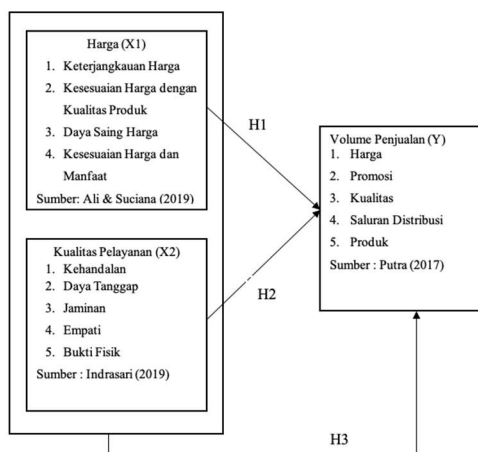 Harga (X1)
1. Keterjangkauan Harga
2. Kesesuaian Harga dengan
Kualitas Produk
3. Daya Saing Harga
4. Kesesuaian Harga dan
Manfaat
Sumber: Ali & Suciana (2019)
H1
Volume Penjualan (Y)
1. Harga
2. Promosi
3. Kualitas
4. Saluran Distribusi
5. Produk
Sumber : Putra (2017)
Kualitas Pelayanan (X2)
1. Kehandalan
2. Daya Tanggap
3. Jaminan
4. Empati
5. Bukti Fisik
Sumber : Indrasari (2019)
H2
H3